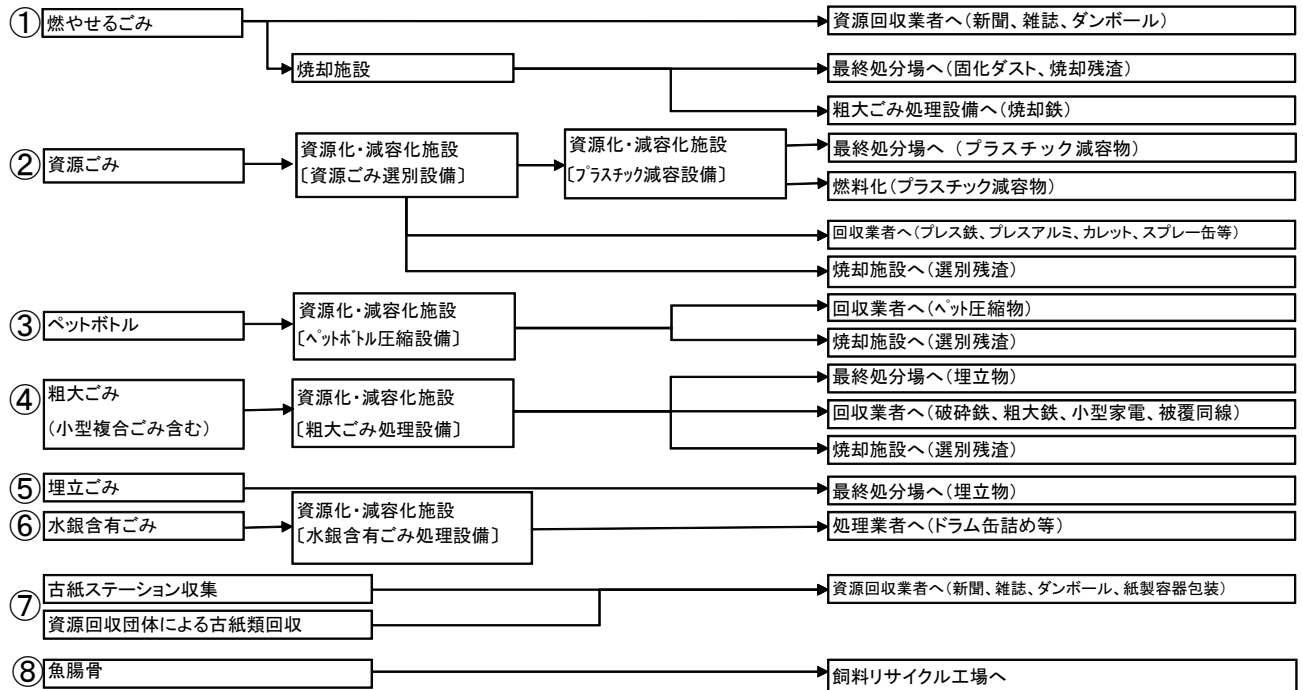 ①燃やせるごみ
資源回収業者へ（新聞、雑誌、ダンボール）
焼却施設
最終処分場へ（固化ダスト、焼却残渣）
粗大ごみ処理設備へ（焼却鉄）
②資源ごみ
資源化・減容化施設
〔資源ごみ選別設備〕
資源化・減容化施設
〔プラスチック減容設備〕
最終処分場へ（プラスチック減容物）
燃料化（プラスチック減容物）
回収業者へ（プレス鉄、プレスアルミ、カレット、スプレー缶等）
焼却施設へ（選別残渣）
③ペットボトル
資源化・減容化施設
〔ペットボトル圧縮設備〕
回収業者へ（ペット圧縮物）
焼却施設へ（選別残渣）
④粗大ごみ
（小型複合ごみ含む）
資源化・減容化施設
〔粗大ごみ処理設備〕
最終処分場へ（埋立物）
回収業者へ（破砕鉄、粗大鉄、小型家電、被覆同線）
焼却施設へ（選別残渣）
⑤埋立ごみ
最終処分場へ（埋立物）
⑥水銀含有ごみ
資源化・減容化施設
〔水銀含有ごみ処理設備〕
処理業者へ（ドラム缶詰め等）
⑦古紙ステーション収集
資源回収団体による古紙類回収
資源回収業者へ（新聞、雑誌、ダンボール、紙製容器包装）
⑧魚腸骨
飼料リサイクル工場へ